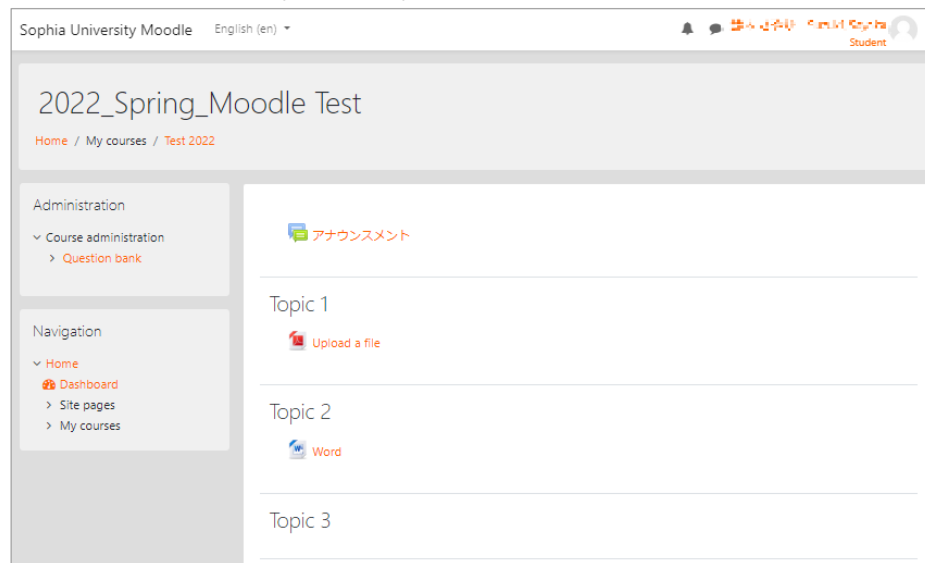 Sophia University Moodle English (en)
Student
2022_Spring_Moodle Test
Home / My courses / Test 2022
Administration
Course administration
Question bank
Navigation
Home
Dashboard
Site pages
My courses
アナウンスメント
Topic 1
Upload a file
Topic 2
Word
Topic 3